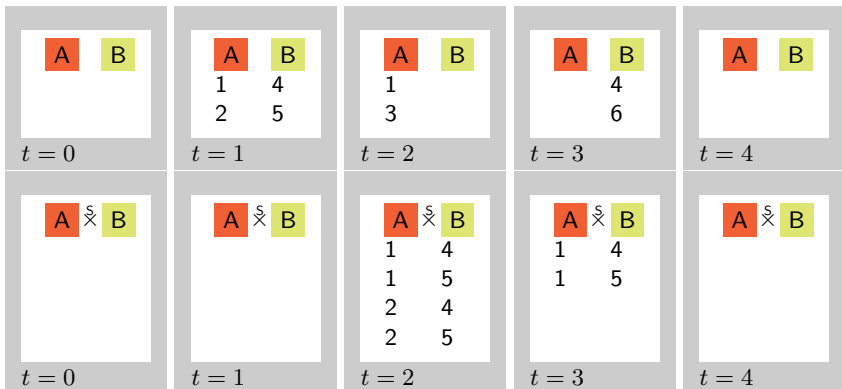 A B
t = 0
A B
1 4
2 5
t = 1
A B
1
3
t = 2
A B
4
6
t = 3
A B
t = 4
A S × B
t = 0
A S × B
t = 1
A S × B
1 4
1 5
2 4
2 5
t = 2
A S × B
1 4
1 5
t = 3
A S × B
t = 4